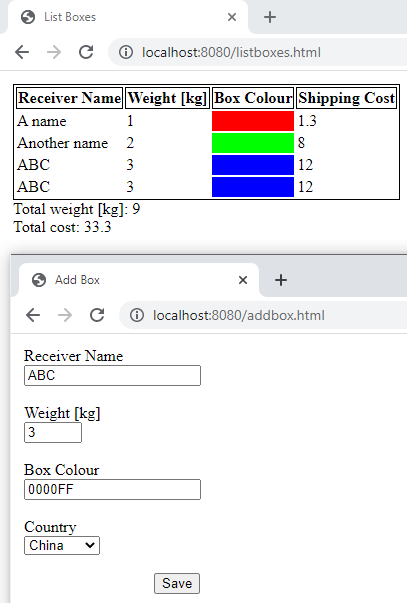 List Boxes
localhost:8080/listboxes.html
Receiver Name Weight [kg] Box Colour Shipping Cost
A name 1 1.3
Another name 2 8
ABC 3 12
ABC 3 12
Total weight [kg]: 9
Total cost: 33.3
Add Box
localhost:8080/addbox.html
Receiver Name
ABC
Weight [kg]
3
Box Colour
0000FF
Country
China
Save